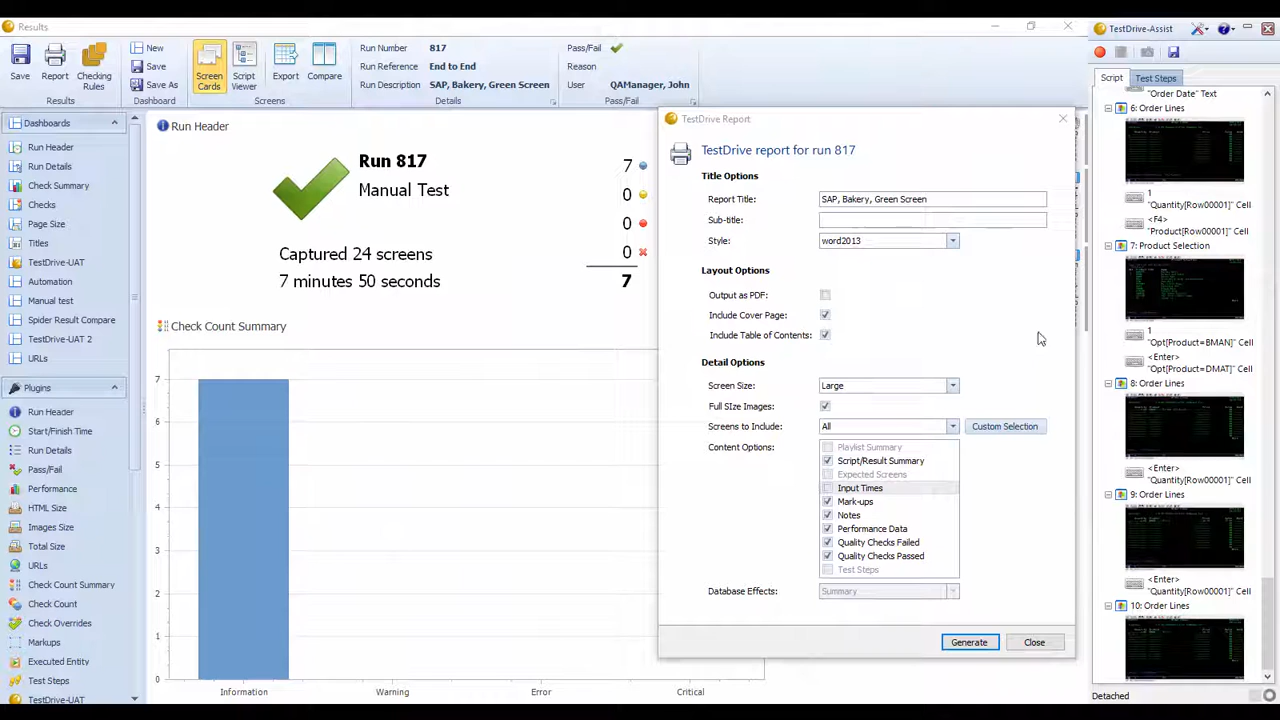 Results
TestDrive-Assist
Save
Report
Checking Rules
Results
New
Save
Save As
Dashboard
Screen Cards
Script Viewer
Export
Compare
Screens
Run Number 817
Run Reference End to End
Run Description SAP, Bakery, Green Screen
Details
Pass/Fail
Reason
User QAManager, John
Pass/Fail
Script
Test Steps
Dashboards
Run Header
Run Details
Check Summary
Checks
Page Size
Titles
TestDrive-UAT
Manual test
Order Result Compare
TestDrive-UAT 2
URLs
Plugins
Run Header
Start/Finish Time
Run Details
Pass/Fail
Performance
HTML Size
Images Size
Total Size
URLs
Check Count Summary
Check Count
Check Overrides
Markups
Executed Entity
Test Steps
TestDrive-UAT
Run Header
Run 817
Manual Test
Captured 24 screens
7 minutes 50 seconds
7
0
0
0
7
Check Count Summary
7
6
5
4
3
2
1
0
Information
Warning
Error
Critical
TestDrive Report
TestDrive report for run 817
Title Options
Report Title: SAP, Bakery, Green Screen
Sub-title:
Style: word2013
Layout Options
Output as PDF:
Include Cover Page:
Include Table of Contents:
Detail Options
Screen Size: Large
Full SIze Images:
Screens to Include: All
Custom Selection
Content Options:
Playlist Summary
Script/Result Summary
Expected Screens
Input Times
Mark-ups
Notes
Performance Data
Quality Checks Failed
Quality Checks Passed
Test Steps
Database Effects: Summary
Generate
Close
"Order Date" Text
6: Order Lines
1
"Quantity[Row00001]" Cell
<F4>
"Product[Row00001]" Cell
7: Product Selection
1
"Opt[Product=BMAN]" Cell
<Enter>
"Opt[Product=DMAT]" Cell
8: Order Lines
<Enter>
"Quantity[Row00001]" Cell
9: Order Lines
<Enter>
"Quantity[Row00001]" Cell
10: Order Lines
Detached